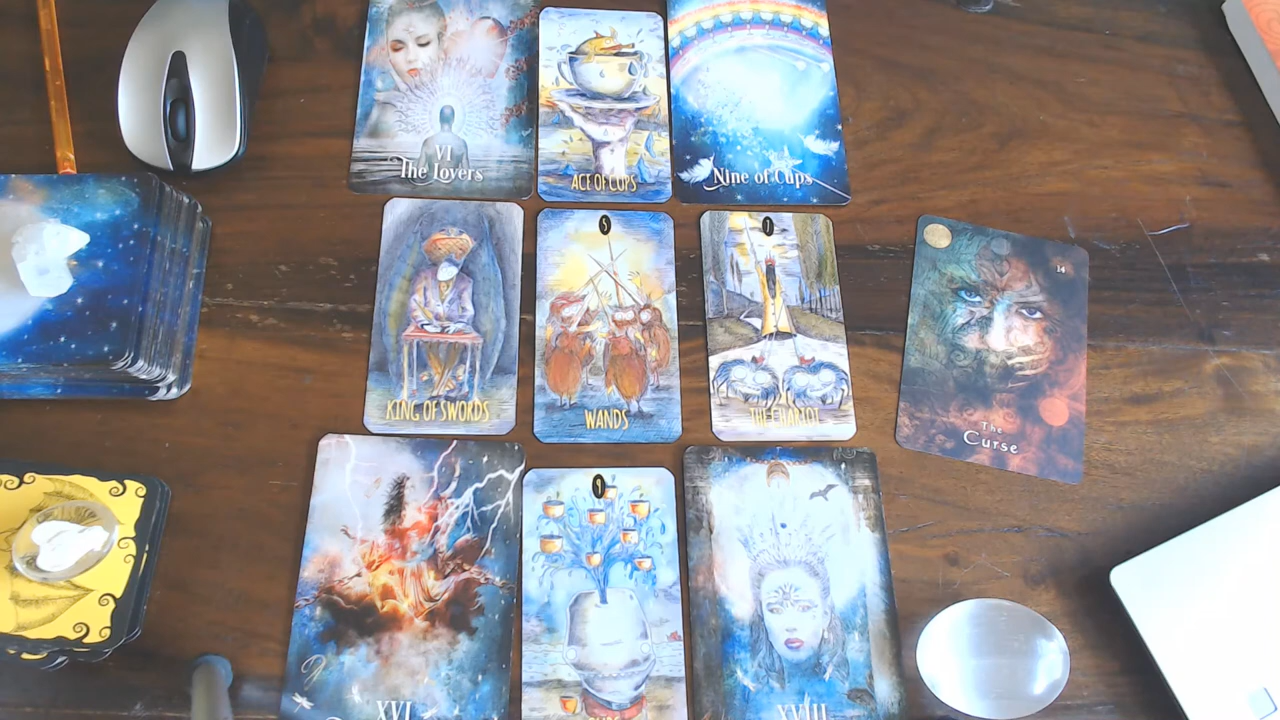 VI
The Lovers
ACE OF CUPS
Nine of Cups
KING OF SWORDS
5
WANDS
7
THE CHARIOT
14
The
Curse
XVI
9
CUPS
XVIII